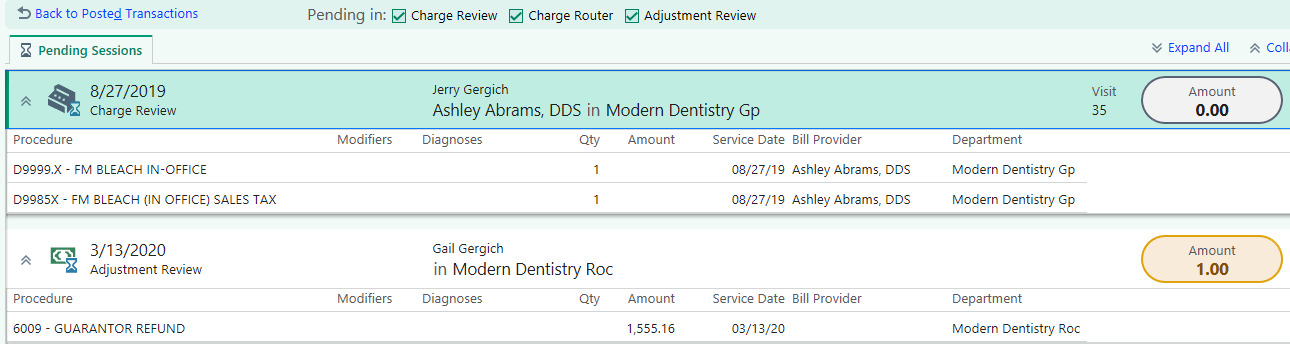 Back to Posted Transactions Pending in: Charge Review Charge Router Adjustment Review
Pending Sessions Expand All Coll
8/27/2019 Jerry Gergich Visit Amount
Charge Review Ashley Abrams, DDS in Modern Dentistry Gp 35 0.00
Procedure Modifiers Diagnoses Qty Amount Service Date Bill Provider Department
D9999.X - FM BLEACH IN-OFFICE 1 08/27/19 Ashley Abrams, DDS Modern Dentistry Gp
D9985X - FM BLEACH (IN OFFICE) SALES TAX 1 08/27/19 Ashley Abrams, DDS Modern Dentistry Gp
3/13/2020 Gail Gergich Amount
Adjustment Review in Modern Dentistry Roc 1.00
Procedure Modifiers Diagnoses Qty Amount Service Date Bill Provider Department
6009 - GUARANTOR REFUND 1,555.16 03/13/20 Modern Dentistry Roc